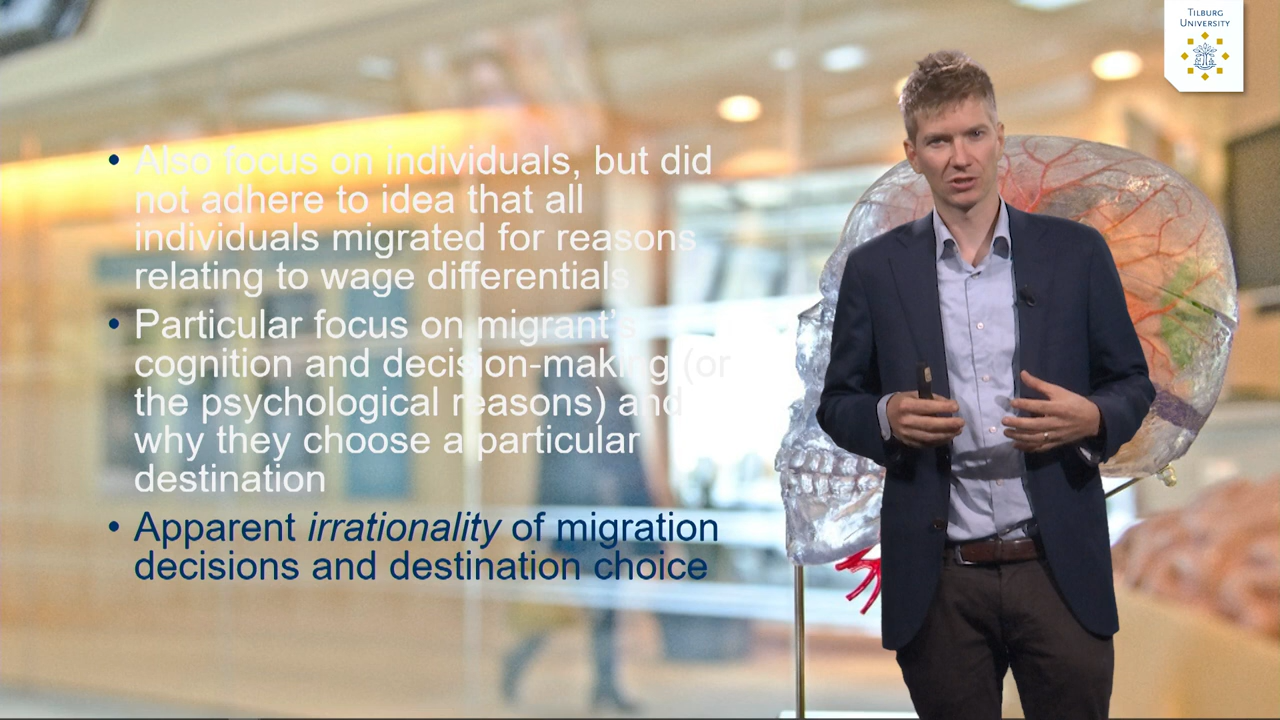 TILBURG
UNIVERSITY
• Also focus on individuals, but did
not adhere to idea that all
individuals migrated for reasons
relating to wage differentials
• Particular focus on migrant's
cognition and decision-making (or
the psychological reasons) and
why they choose a particular
destination
• Apparent irrationality of migration
decisions and destination choice